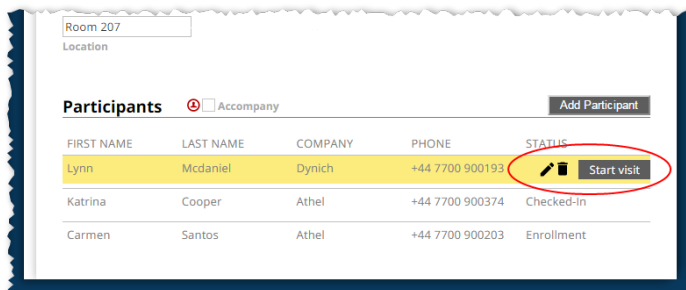 Room 207
Location
Participants Accompany Add Participant
FIRST NAME LAST NAME COMPANY PHONE STATUS
Lynn Mcdaniel Dynich +44 7700 900193 Start visit
Katrina Cooper Athel +44 7700 900374 Checked-In
Carmen Santos Athel +44 7700 900203 Enrollment